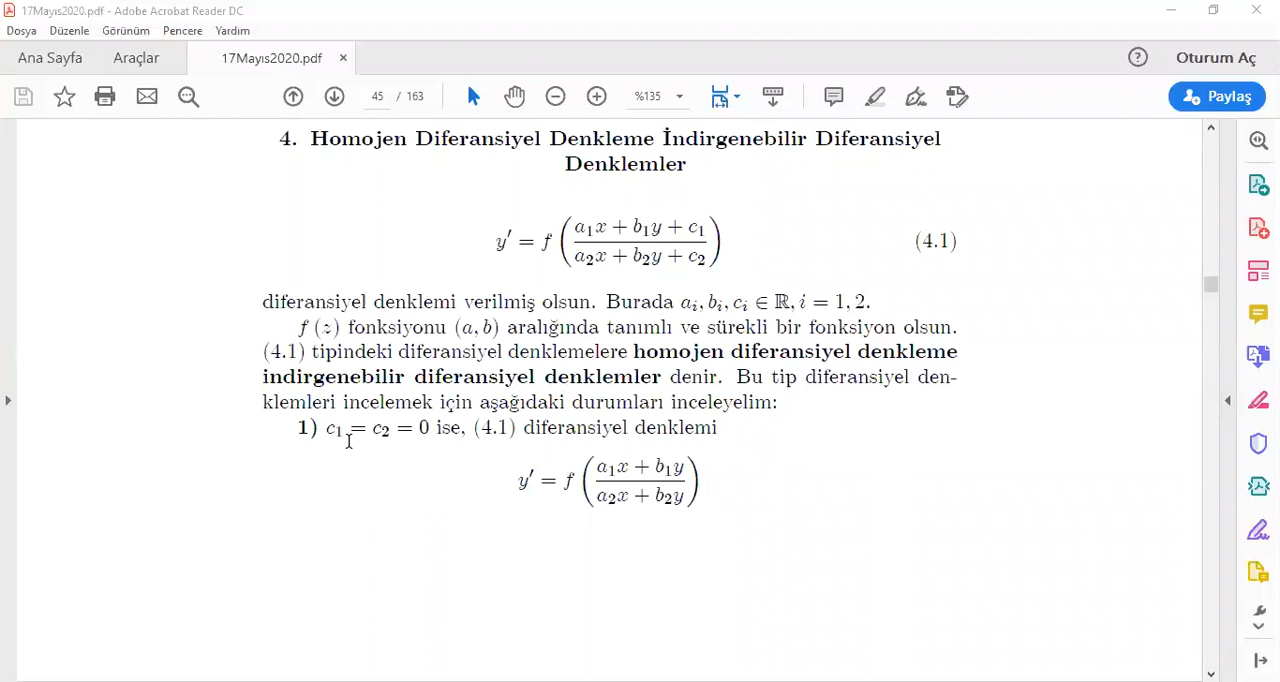 17Mayıs2020.pdf - Adobe Acrobat Reader DC
Dosya Düzenle Görünüm Pencere Yardım
Ana Sayfa Araçlar 17Mayıs2020.pdf × ? Oturum Aç
45 / 163 %135 Paylaş
4. Homojen Diferansiyel Denkleme İndirgenebilir Diferansiyel
Denklemler
y′ = f ( (a₁x + b₁y + c₁) / (a₂x + b₂y + c₂) ) (4.1)
diferansiyel denklemi verilmiş olsun. Burada aᵢ, bᵢ, cᵢ ∈ ℝ, i = 1, 2.
f (z) fonksiyonu (a, b) aralığında tanımlı ve sürekli bir fonksiyon olsun.
(4.1) tipindeki diferansiyel denklemelere homojen diferansiyel denkleme
indirgenebilir diferansiyel denklemler denir. Bu tip diferansiyel den-
klemleri incelemek için aşağıdaki durumları inceleyelim:
1) c₁ = c₂ = 0 ise, (4.1) diferansiyel denklemi
y′ = f ( (a₁x + b₁y) / (a₂x + b₂y) )